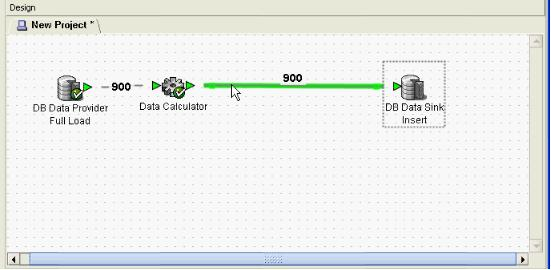 Design
New Project *
900
900
DB Data Provider
Full Load
Data Calculator
DB Data Sink
Insert